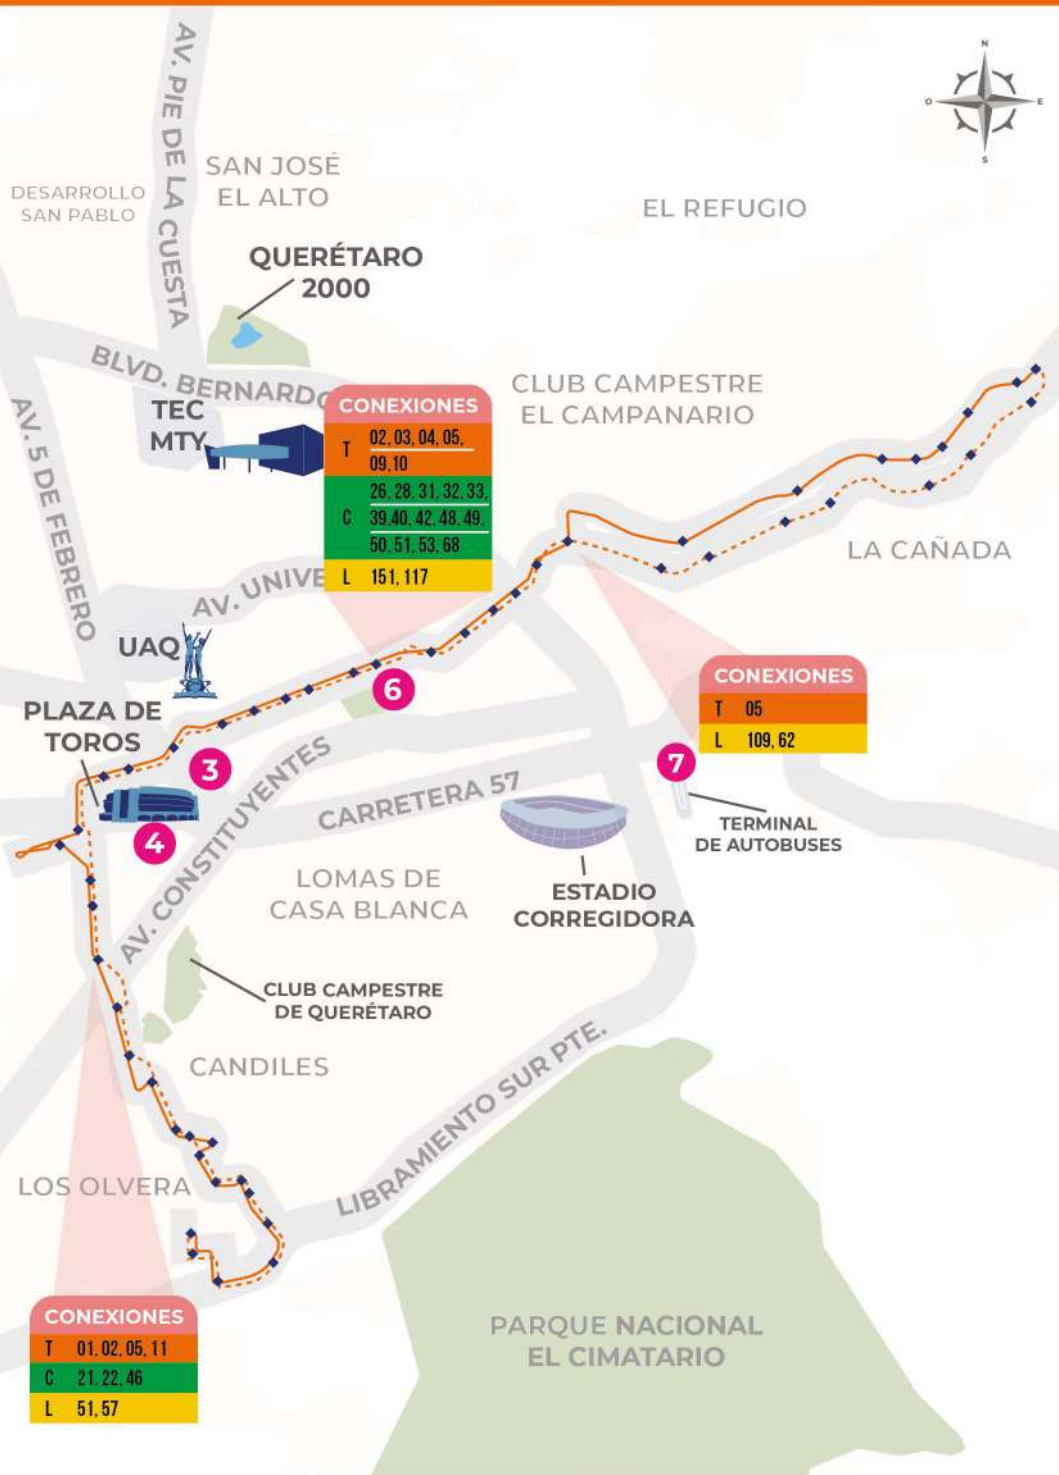 N
O
E
S
AV. PIE DE LA CUESTA
SAN JOSÉ
EL ALTO
DESARROLLO
SAN PABLO
EL REFUGIO
QUERÉTARO
2000
BLVD. BERNARDO
TEC
MTY
AV. 5 DE FEBRERO
CLUB CAMPESTRE
EL CAMPANARIO
CONEXIONES
T 02, 03, 04, 05,
09, 10
C 26, 28, 31, 32, 33,
39, 40, 42, 48, 49,
50, 51, 53, 68
L 151, 117
LA CAÑADA
AV. UNIVE
UAQ
6
CONEXIONES
T 05
L 109, 62
PLAZA DE
TOROS
3
7
4
AV. CONSTITUYENTES
CARRETERA 57
TERMINAL
DE AUTOBUSES
LOMAS DE
CASA BLANCA
ESTADIO
CORREGIDORA
CLUB CAMPESTRE
DE QUERÉTARO
CANDILES
LIBRAMIENTO SUR PTE.
LOS OLVERA
CONEXIONES
T 01, 02, 05, 11
C 21, 22, 46
L 51, 57
PARQUE NACIONAL
EL CIMATARIO